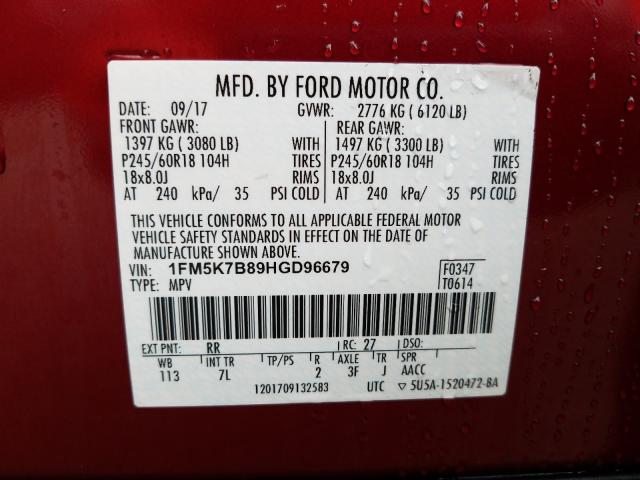 MFD. BY FORD MOTOR CO.
DATE: 09/17 GVWR: 2776 KG ( 6120 LB)
FRONT GAWR: REAR GAWR:
1397 KG ( 3080 LB) WITH 1497 KG ( 3300 LB) WITH
P245/60R18 104H TIRES P245/60R18 104H TIRES
18x8.0J RIMS 18x8.0J RIMS
AT 240 kPa/ 35 PSI COLD AT 240 kPa/ 35 PSI COLD
THIS VEHICLE CONFORMS TO ALL APPLICABLE FEDERAL MOTOR
VEHICLE SAFETY STANDARDS IN EFFECT ON THE DATE OF
MANUFACTURE SHOWN ABOVE.
VIN: 1FM5K7B89HGD96679 F0347
TYPE: MPV T0614
EXT PNT: RR RC: 27 DSO:
WB INT TR TP/PS R AXLE TR SPR
113 7L 2 3F J AACC
1201709132583 UTC ▽ 5U5A-1520472-BA